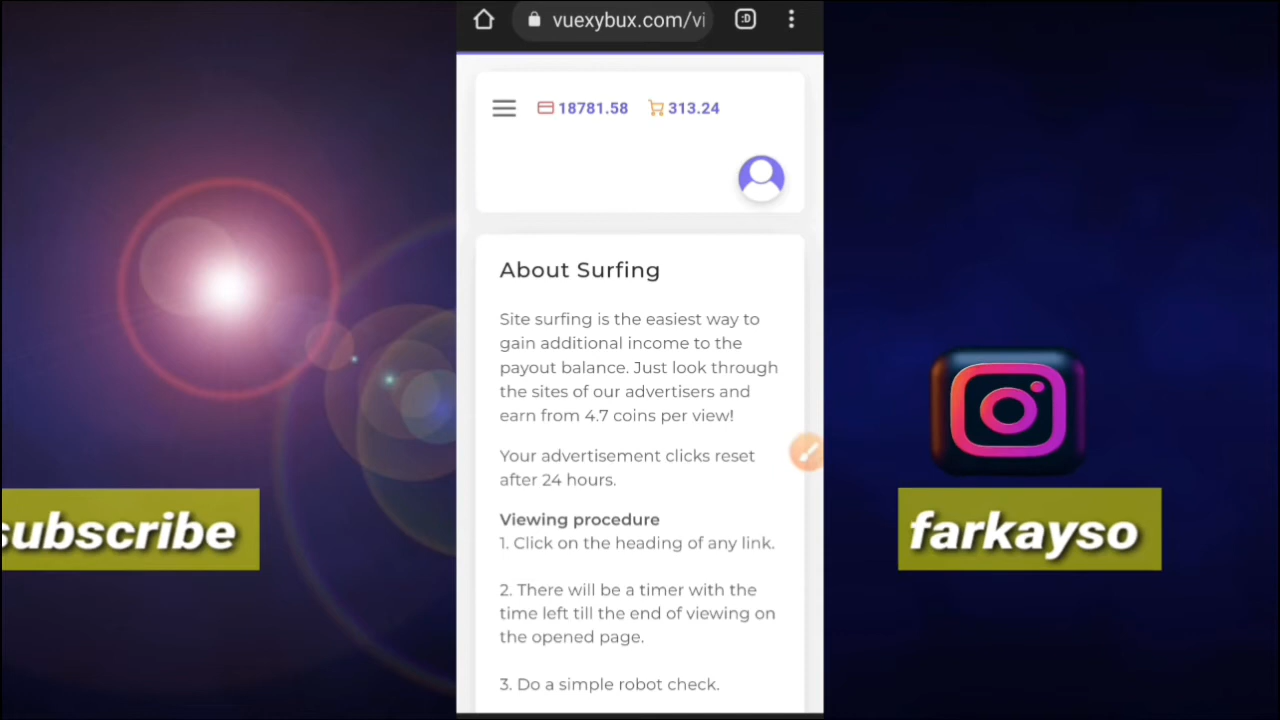 vuexybux.com/vi
:D
18781.58 313.24
About Surfing
Site surfing is the easiest way to
gain additional income to the
payout balance. Just look through
the sites of our advertisers and
earn from 4.7 coins per view!
Your advertisement clicks reset
after 24 hours.
Viewing procedure
1. Click on the heading of any link.
2. There will be a timer with the
time left till the end of viewing on
the opened page.
3. Do a simple robot check.
subscribe
farkayso